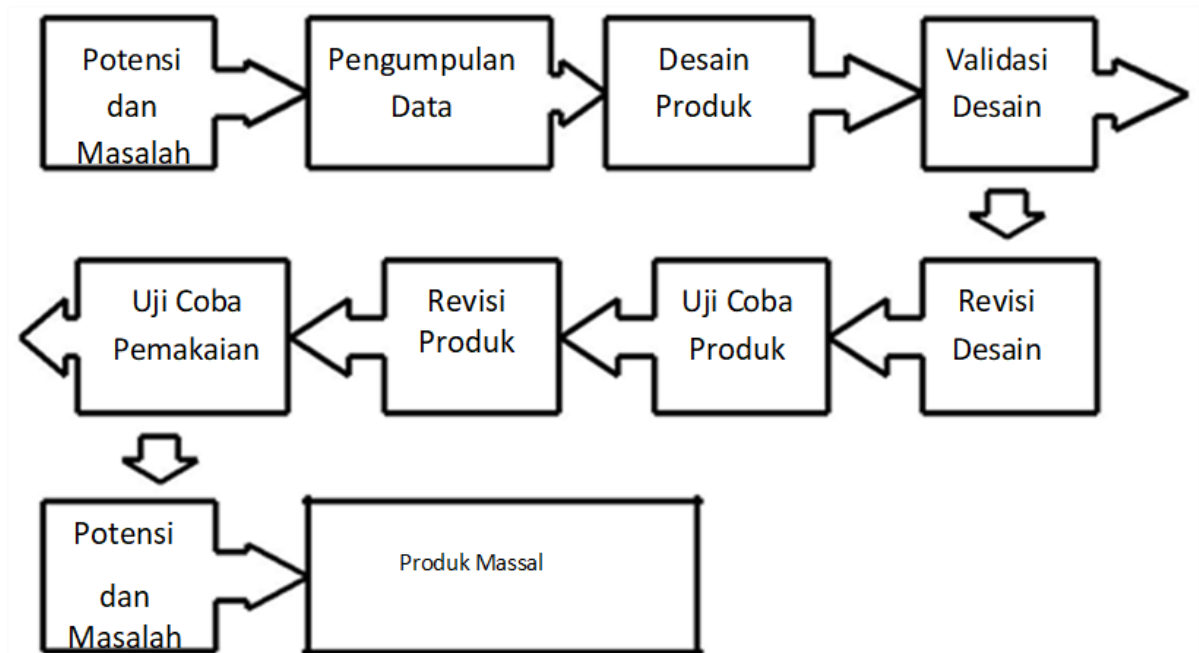 Potensi
dan
Masalah
Pengumpulan
Data
Desain
Produk
Validasi
Desain
Revisi
Desain
Uji Coba
Produk
Revisi
Produk
Uji Coba
Pemakaian
Potensi
dan
Masalah
Produk Massal